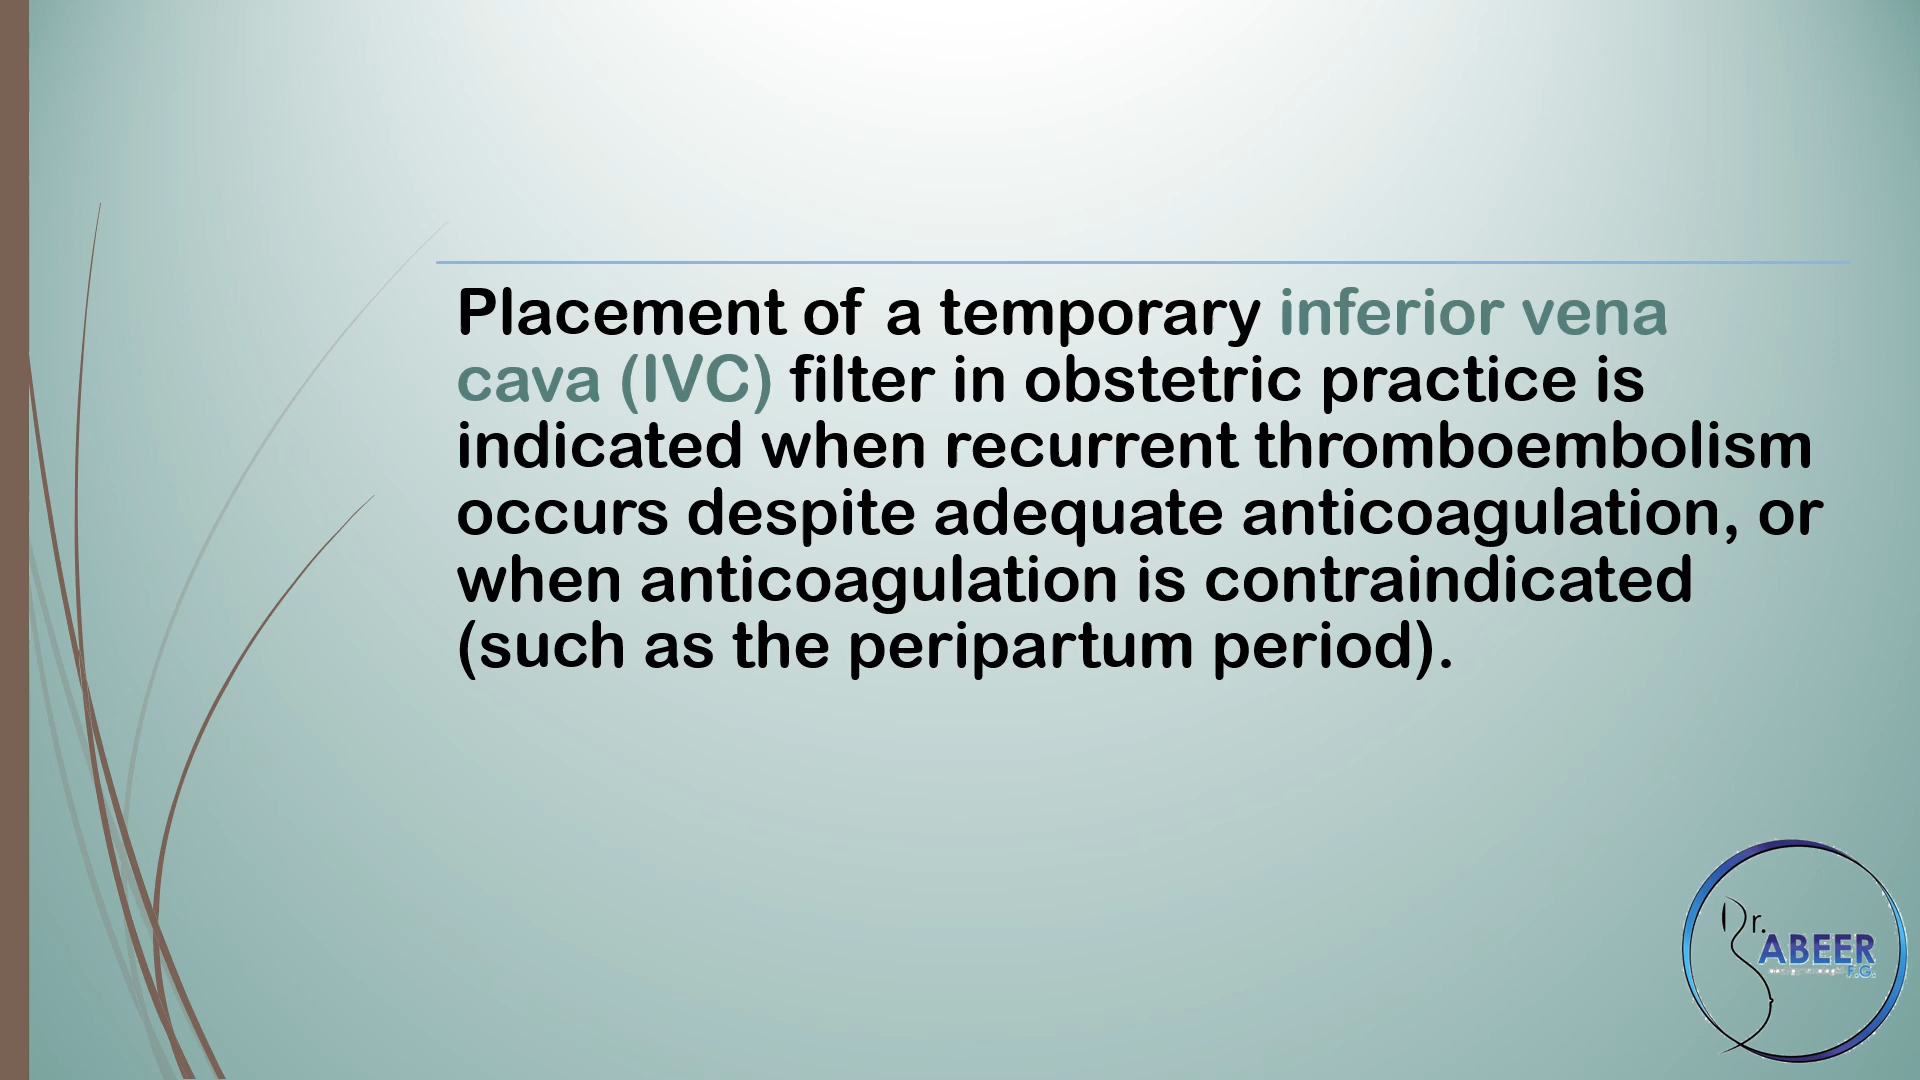 Placement of a temporary inferior vena
cava (IVC) filter in obstetric practice is
indicated when recurrent thromboembolism
occurs despite adequate anticoagulation, or
when anticoagulation is contraindicated
(such as the peripartum period).
Dr.
ABEER
F.G.